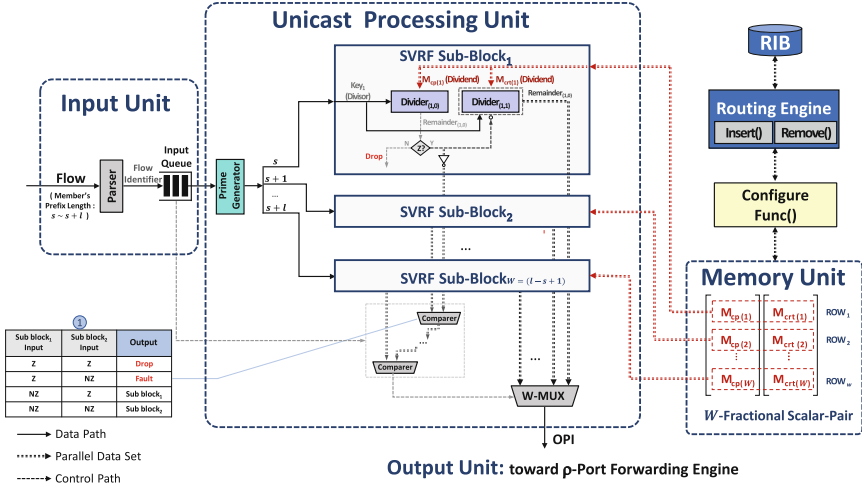 Unicast Processing Unit
Input Unit
Flow
( Member's
Prefix Length :
s ~ s + l )
Parser
Flow
Identifier
Input
Queue
Prime
Generator
s
s + 1
...
s + l
SVRF Sub-Block1
Key1
(Divisor)
Mcp(1) (Dividend)
Mcrt(1) (Dividend)
Divider(1,0)
Divider(1,1)
Remainder(1,0)
Remainder(1,0)
N
Z?
Y
Drop
SVRF Sub-Block2
...
SVRF Sub-BlockW = (l − s + 1)
Comparer
...
Comparer
...
W-MUX
OPI
Output Unit: toward ρ-Port Forwarding Engine
RIB
Routing Engine
Insert()
Remove()
Configure
Func()
Memory Unit
Mcp(1) Mcrt(1) ROW1
Mcp(2) Mcrt(2) ROW2
⋮ ⋮
Mcp(W) Mcrt(W) ROWw
W-Fractional Scalar-Pair
1
Sub block1 Input Sub block2 Input Output
Z Z Drop
Z NZ Fault
NZ Z Sub block1
NZ NZ Sub block2
Data Path
Parallel Data Set
Control Path